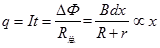 q = It = ΔΦ/R总 = Bdx/(R + r) ∝ x